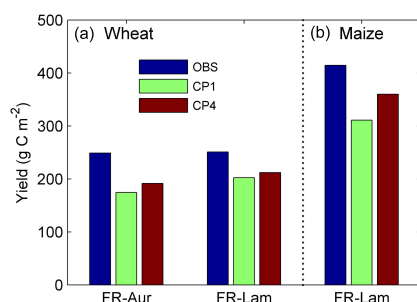 (a) Wheat
(b) Maize
OBS
CP1
CP4
Yield (g C m⁻²)
500
400
300
200
100
0
FR-Aur
FR-Lam
FR-Lam